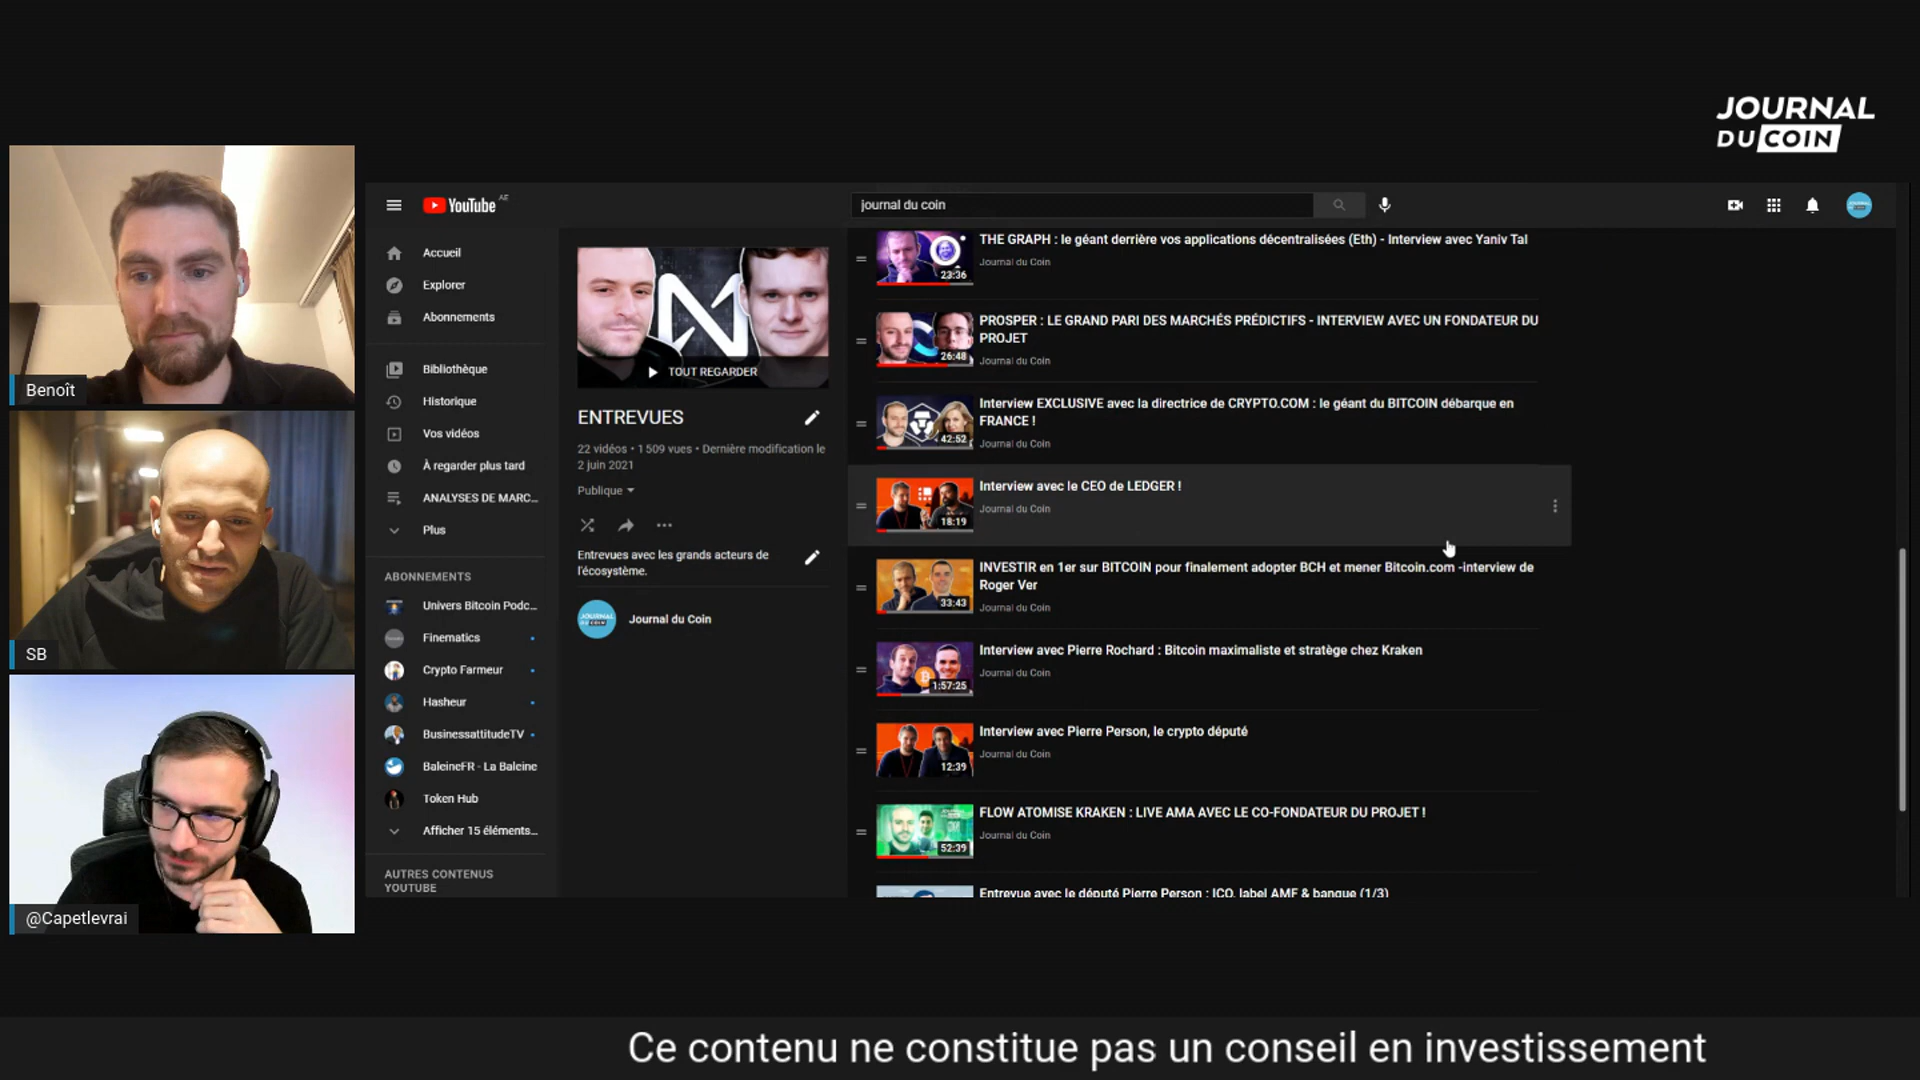 JOURNAL
DU COIN
Benoît
SB
@Capetlevrai
YouTube AE
journal du coin
Accueil
Explorer
Abonnements
Bibliothèque
Historique
Vos vidéos
À regarder plus tard
ANALYSES DE MARC...
Plus
ABONNEMENTS
Univers Bitcoin Podc...
Finematics
Crypto Farmeur
Hasheur
BusinessattitudeTV
BaleineFR - La Baleine
Token Hub
Afficher 15 éléments...
AUTRES CONTENUS
YOUTUBE
TOUT REGARDER
ENTREVUES
22 vidéos • 1 509 vues • Dernière modification le
2 juin 2021
Publique
Entrevues avec les grands acteurs de
l'écosystème.
JOURNAL
DU COIN
Journal du Coin
23:36
THE GRAPH : le géant derrière vos applications décentralisées (Eth) - Interview avec Yaniv Tal
Journal du Coin
26:48
PROSPER : LE GRAND PARI DES MARCHÉS PRÉDICTIFS - INTERVIEW AVEC UN FONDATEUR DU
PROJET
Journal du Coin
42:52
Interview EXCLUSIVE avec la directrice de CRYPTO.COM : le géant du BITCOIN débarque en
FRANCE !
Journal du Coin
18:19
Interview avec le CEO de LEDGER !
Journal du Coin
33:43
INVESTIR en 1er sur BITCOIN pour finalement adopter BCH et mener Bitcoin.com -interview de
Roger Ver
Journal du Coin
1:57:25
Interview avec Pierre Rochard : Bitcoin maximaliste et stratège chez Kraken
Journal du Coin
12:39
Interview avec Pierre Person, le crypto député
Journal du Coin
52:39
FLOW ATOMISE KRAKEN : LIVE AMA AVEC LE CO-FONDATEUR DU PROJET !
Journal du Coin
Entrevue avec le député Pierre Person : ICO, label AMF & banque (1/3)
Ce contenu ne constitue pas un conseil en investissement